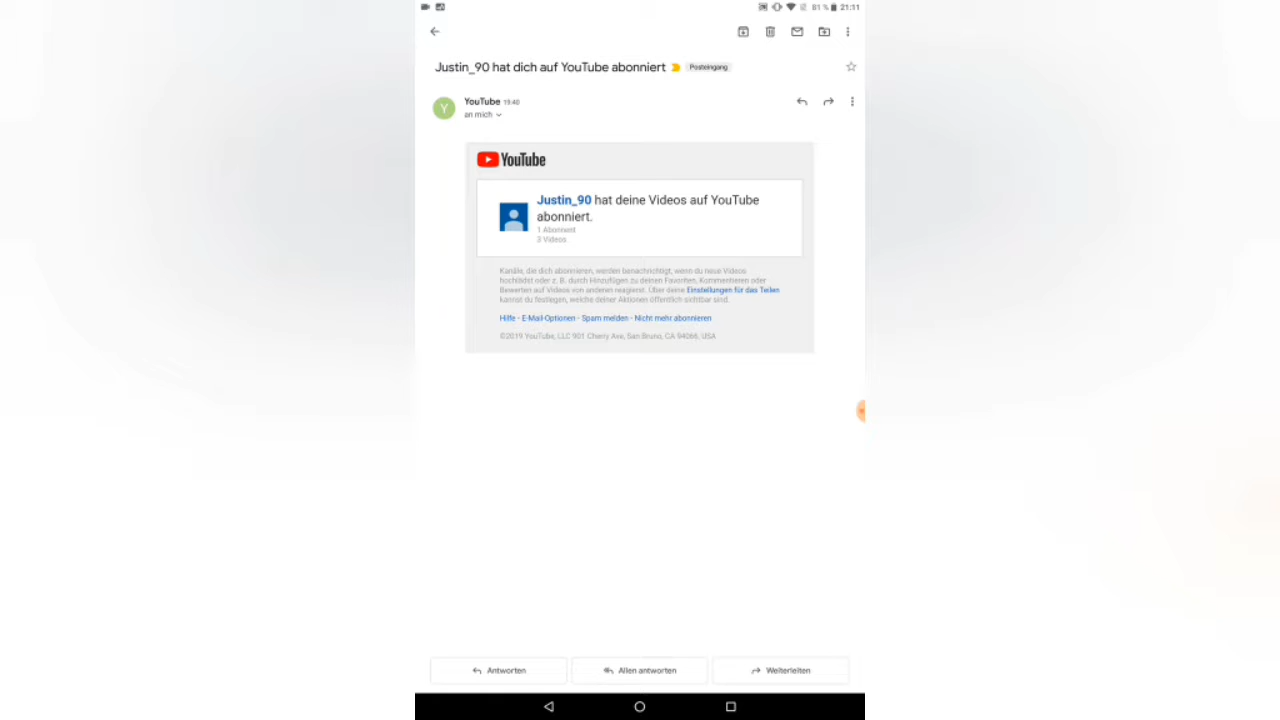 81 % 21:11
Justin_90 hat dich auf YouTube abonniert Posteingang
Y YouTube 19:40
an mich
YouTube
Justin_90 hat deine Videos auf YouTube
abonniert.
1 Abonnent
3 Videos
Kanäle, die dich abonnieren, werden benachrichtigt, wenn du neue Videos
hochlädst oder z. B. durch Hinzufügen zu deinen Favoriten, Kommentieren oder
Bewerten auf Videos von anderen reagierst. Über deine Einstellungen für das Teilen
kannst du festlegen, welche deiner Aktionen öffentlich sichtbar sind.
Hilfe - E-Mail-Optionen - Spam melden - Nicht mehr abonnieren
©2019 YouTube, LLC 901 Cherry Ave, San Bruno, CA 94066, USA
Antworten Allen antworten Weiterleiten